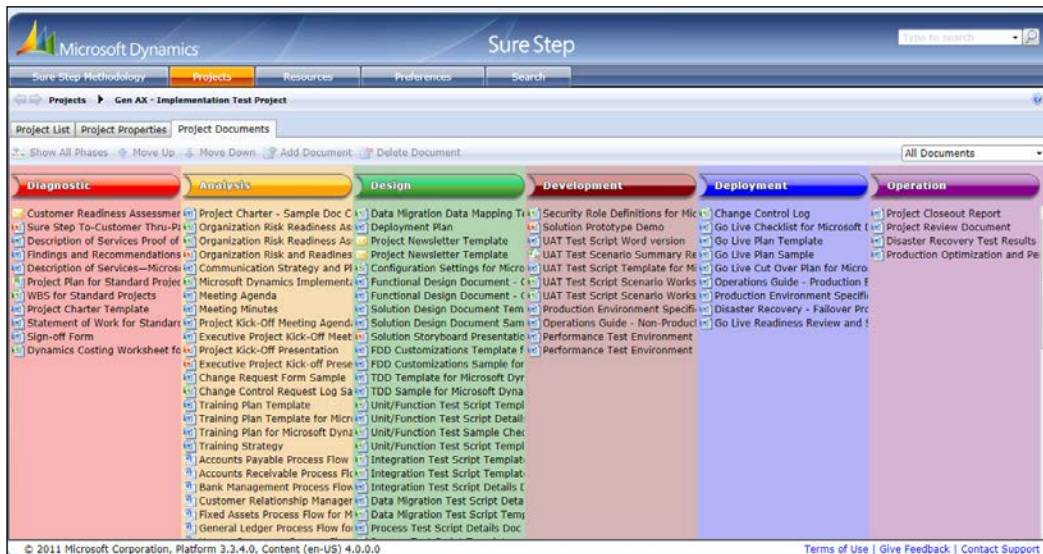 Microsoft Dynamics
Sure Step
Type to search
Sure Step Methodology
Projects
Resources
Preferences
Search
Projects
Gen AX - Implementation Test Project
Project List
Project Properties
Project Documents
Show All Phases
Move Up
Move Down
Add Document
Delete Document
All Documents
Diagnostic
Customer Readiness Assessmer
Sure Step To-Customer Thru-Pa
Description of Services Proof of
Findings and Recommendations
Description of Services—Micros
Project Plan for Standard Projec
WBS for Standard Projects
Project Charter Template
Statement of Work for Standar
Sign-off Form
Dynamics Costing Worksheet fo
Analysis
Project Charter - Sample Doc C
Organization Risk Readiness As
Organization Risk Readiness As
Organization Risk and Readines
Communication Strategy and Pl
Microsoft Dynamics Implementa
Meeting Agenda
Meeting Minutes
Project Kick-Off Meeting Agenda
Executive Project Kick-Off Meet
Project Kick-Off Presentation
Executive Project Kick-off Prese
Change Request Form Sample
Change Control Request Log Sa
Training Plan Template
Training Plan Template for Micro
Training Plan for Microsoft Dyna
Training Strategy
Accounts Payable Process Flow
Accounts Receivable Process Flo
Bank Management Process Flow
Customer Relationship Manager
Fixed Assets Process Flow for M
General Ledger Process Flow fo
Design
Data Migration Data Mapping Te
Deployment Plan
Project Newsletter Template
Project Newsletter Template
Configuration Settings for Micro
Functional Design Document - C
Functional Design Document - C
Solution Design Document Tem
Solution Design Document Sam
Solution Storyboard Presentatio
FDD Customizations Template f
FDD Customizations Sample for
TDD Template for Microsoft Dyr
TDD Sample for Microsoft Dyna
Unit/Function Test Script Templ
Unit/Function Test Script Detail
Unit/Function Test Sample Chec
Unit/Function Test Script Templ
Integration Test Script Template
Integration Test Script Template
Integration Test Script Details D
Data Migration Test Script Deta
Data Migration Test Script Temp
Process Test Script Details Doc
Development
Security Role Definitions for Mic
Solution Prototype Demo
UAT Test Script Word version
UAT Test Scenario Summary Re
UAT Test Script Template for Mi
UAT Test Script Scenario Works
UAT Test Script Scenario Works
Production Environment Specifi
Operations Guide - Non-Produc
Performance Test Environment
Performance Test Environment
Deployment
Change Control Log
Go Live Checklist for Microsoft D
Go Live Plan Template
Go Live Plan Sample
Go Live Cut Over Plan for Micro
Operations Guide - Production E
Production Environment Specifi
Disaster Recovery - Failover Pro
Go Live Readiness Review and S
Operation
Project Closeout Report
Project Review Document
Disaster Recovery Test Results
Production Optimization and Pe
© 2011 Microsoft Corporation, Platform 3.3.4.0, Content (en-US) 4.0.0.0
Terms of Use | Give Feedback | Contact Support